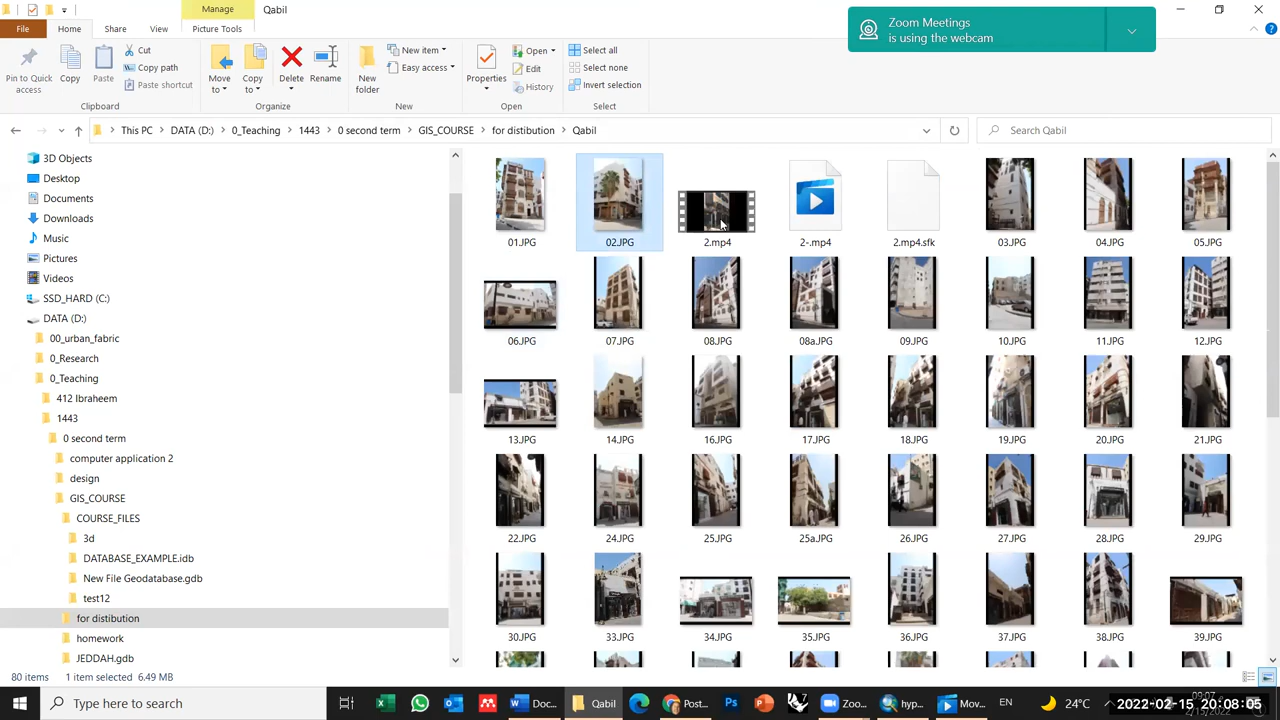 Manage
Qabil
Zoom Meetings
is using the webcam
File
Home
Share
View
Picture Tools
Pin to Quick
access
Copy
Paste
Cut
Copy path
Paste shortcut
Move
to
Copy
to
Delete
Rename
New
folder
New item
Easy access
Properties
Open
Edit
History
Select all
Select none
Invert selection
Clipboard
Organize
New
Open
Select
This PC
DATA (D:)
0_Teaching
1443
0 second term
GIS_COURSE
for distibution
Qabil
Search Qabil
3D Objects
Desktop
Documents
Downloads
Music
Pictures
Videos
SSD_HARD (C:)
DATA (D:)
00_urban_fabric
0_Research
0_Teaching
412 Ibraheem
1443
0 second term
computer application 2
design
GIS_COURSE
COURSE_FILES
3d
DATABASE_EXAMPLE.idb
New File Geodatabase.gdb
test12
for distibution
homework
JEDDAH.gdb
01.JPG
02.JPG
2.mp4
2-.mp4
2.mp4.sfk
03.JPG
04.JPG
05.JPG
06.JPG
07.JPG
08.JPG
08a.JPG
09.JPG
10.JPG
11.JPG
12.JPG
13.JPG
14.JPG
16.JPG
17.JPG
18.JPG
19.JPG
20.JPG
21.JPG
22.JPG
24.JPG
25.JPG
25a.JPG
26.JPG
27.JPG
28.JPG
29.JPG
30.JPG
33.JPG
34.JPG
35.JPG
36.JPG
37.JPG
38.JPG
39.JPG
80 items
1 item selected
6.49 MB
Type here to search
Doc...
Qabil
Post...
Zoo...
hyp...
Mov...
EN
24°C
2022-02-15 20:08:05